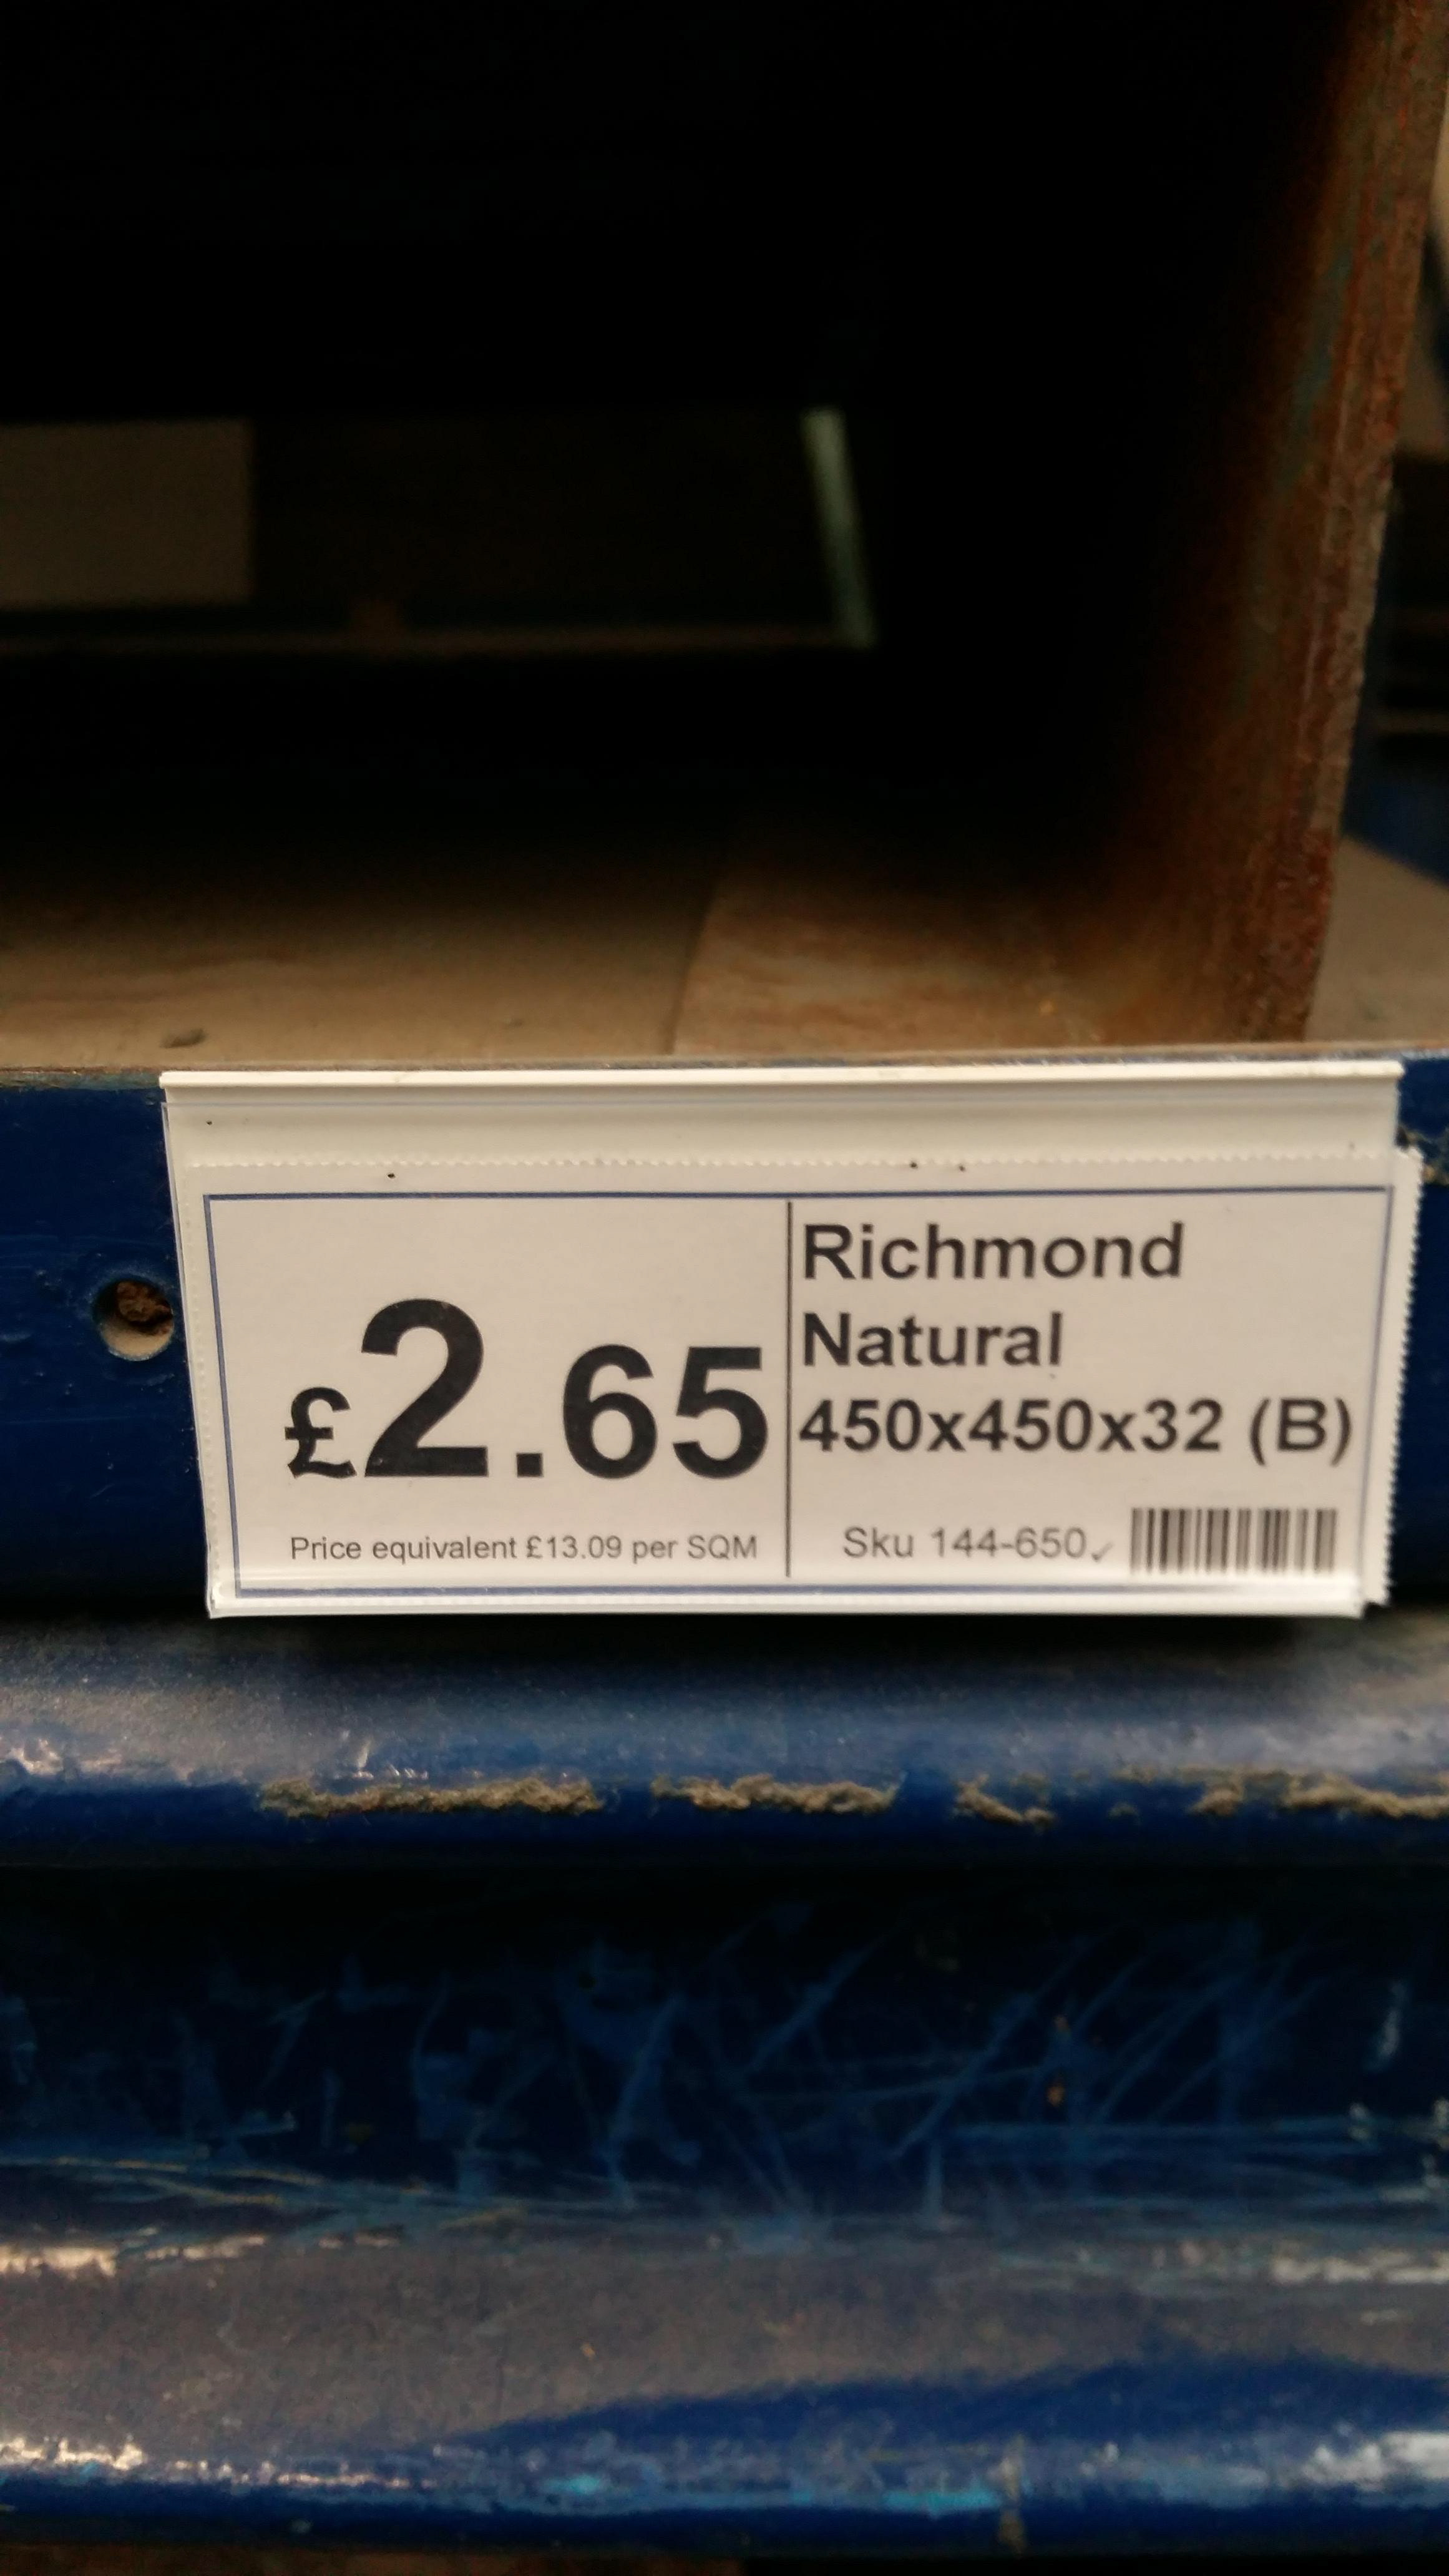 £2.65
Price equivalent £13.09 per SQM
Richmond
Natural
450x450x32 (B)
Sku 144-650